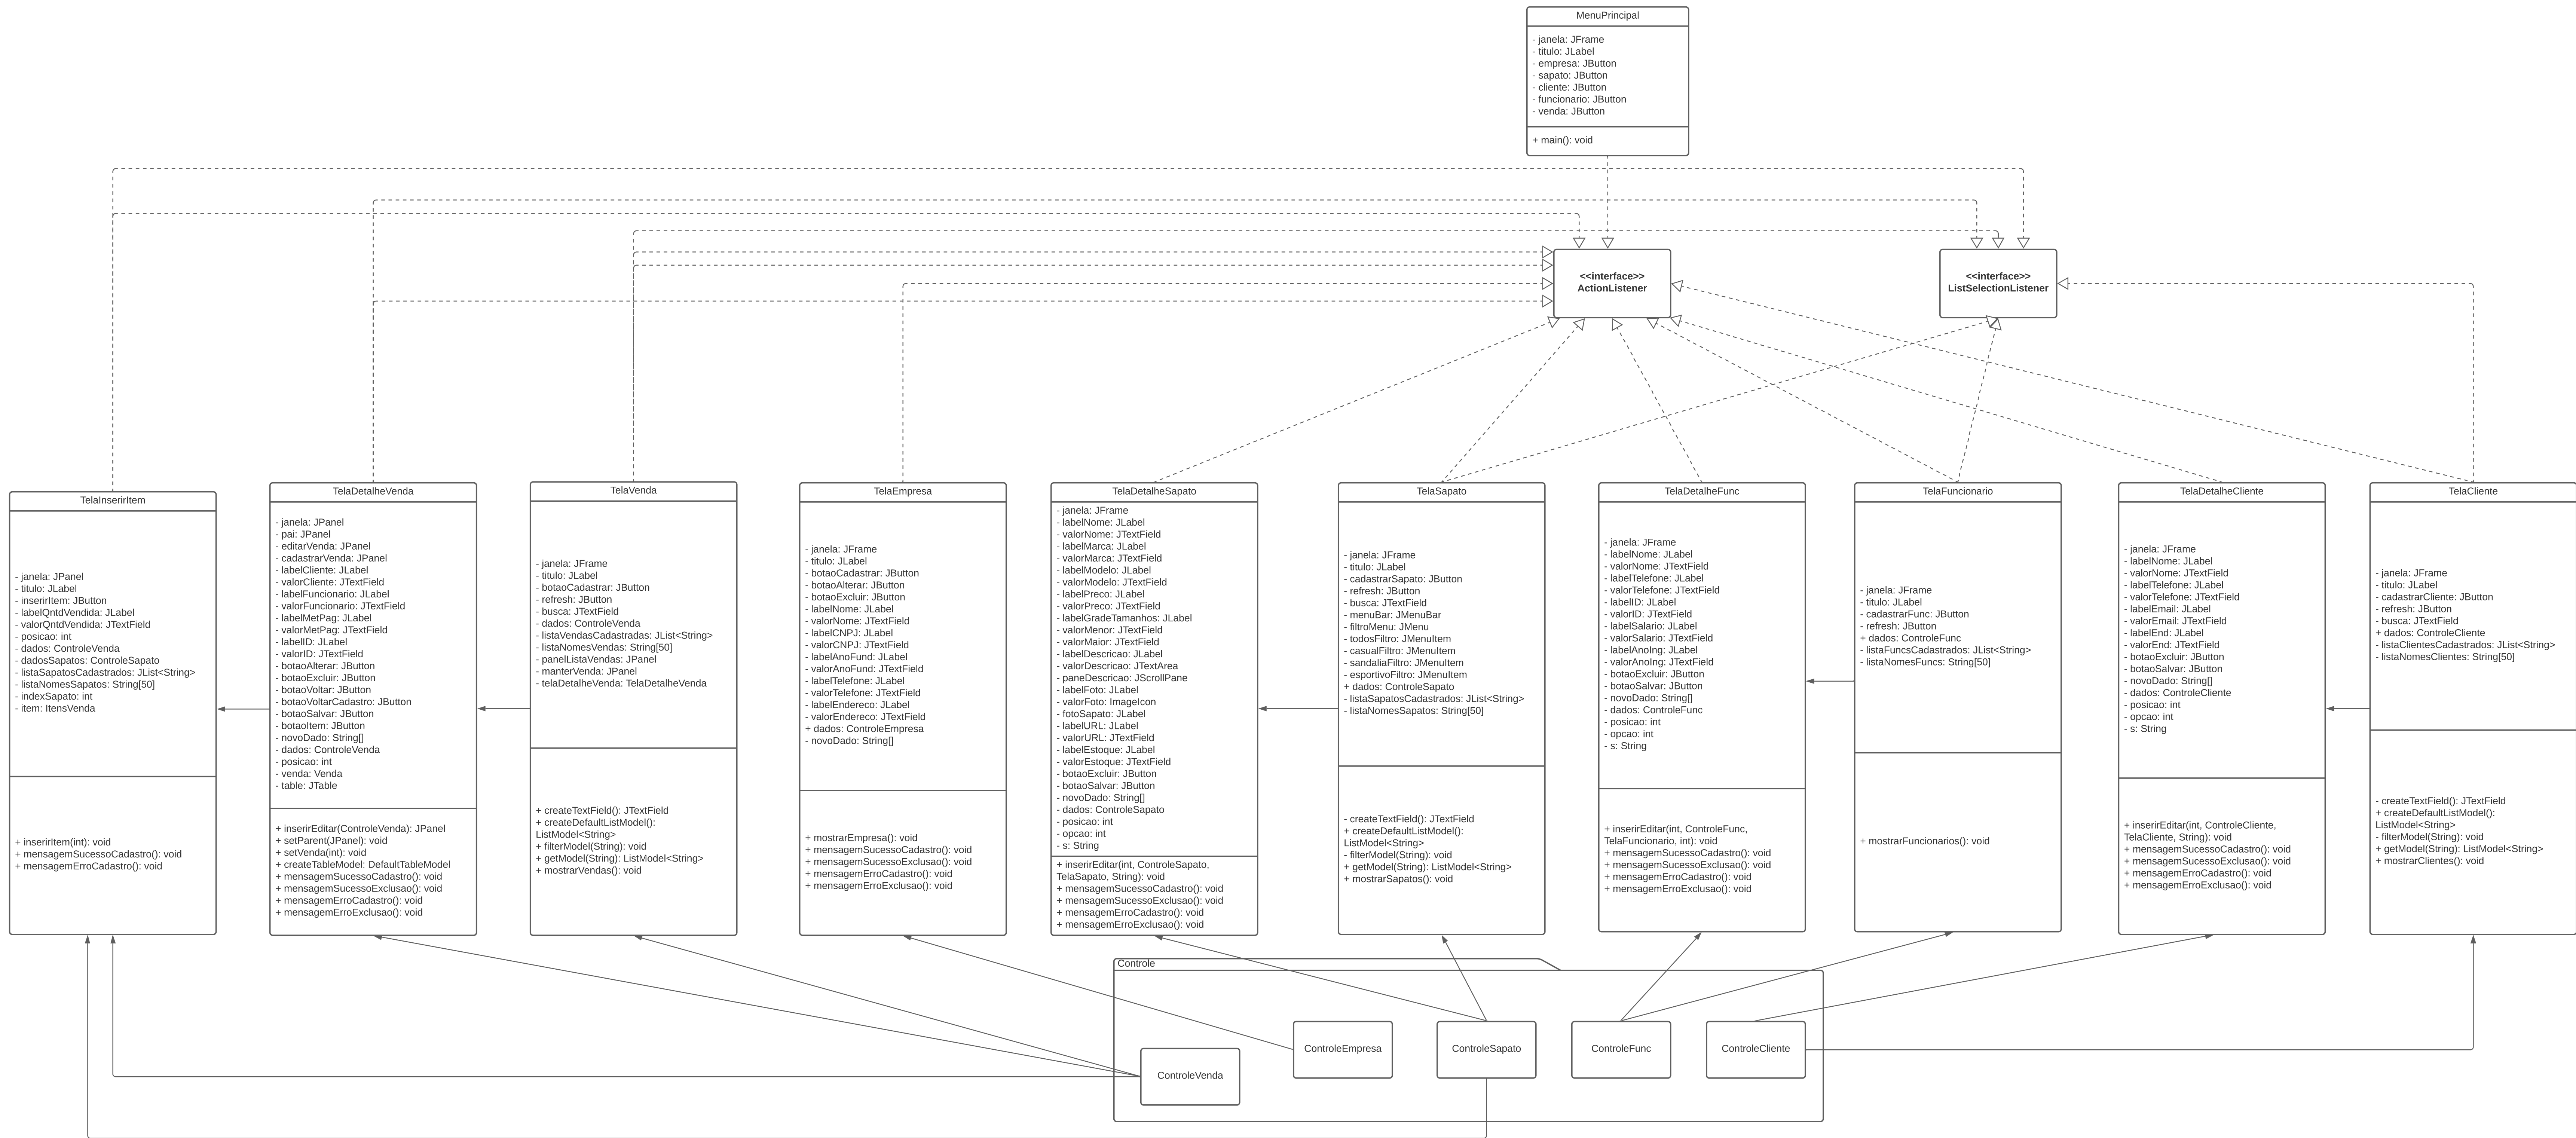 MenuPrincipal
- janela: JFrame
- titulo: JLabel
- empresa: JButton
- sapato: JButton
- cliente: JButton
- funcionario: JButton
- venda: JButton
+ main(): void
<<interface>>
ActionListener
<<interface>>
ListSelectionListener
TelaInserirItem
- janela: JPanel
- titulo: JLabel
- inserirItem: JButton
- labelQntdVendida: JLabel
- valorQntdVendida: JTextField
- posicao: int
- dados: ControleVenda
- dadosSapatos: ControleSapato
- listaSapatosCadastrados: JList<String>
- listaNomesSapatos: String[50]
- indexSapato: int
- item: ItensVenda
+ inserirItem(int): void
+ mensagemSucessoCadastro(): void
+ mensagemErroCadastro(): void
TelaDetalheVenda
- janela: JPanel
- pai: JPanel
- editarVenda: JPanel
- cadastrarVenda: JPanel
- labelCliente: JLabel
- valorCliente: JTextField
- labelFuncionario: JLabel
- valorFuncionario: JTextField
- labelMetPag: JLabel
- valorMetPag: JTextField
- labelID: JLabel
- valorID: JTextField
- botaoAlterar: JButton
- botaoExcluir: JButton
- botaoVoltar: JButton
- botaoVoltarCadastro: JButton
- botaoSalvar: JButton
- botaoItem: JButton
- novoDado: String[]
- dados: ControleVenda
- posicao: int
- venda: Venda
- table: JTable
+ inserirEditar(ControleVenda): JPanel
+ setParent(JPanel): void
+ setVenda(int): void
+ createTableModel: DefaultTableModel
+ mensagemSucessoCadastro(): void
+ mensagemSucessoExclusao(): void
+ mensagemErroCadastro(): void
+ mensagemErroExclusao(): void
TelaVenda
- janela: JFrame
- titulo: JLabel
- botaoCadastrar: JButton
- refresh: JButton
- busca: JTextField
- dados: ControleVenda
- listaVendasCadastradas: JList<String>
- listaNomesVendas: String[50]
- panelListaVendas: JPanel
- manterVenda: JPanel
- telaDetalheVenda: TelaDetalheVenda
+ createTextField(): JTextField
+ createDefaultListModel():
ListModel<String>
+ filterModel(String): void
+ getModel(String): ListModel<String>
+ mostrarVendas(): void
TelaEmpresa
- janela: JFrame
- titulo: JLabel
- botaoCadastrar: JButton
- botaoAlterar: JButton
- botaoExcluir: JButton
- labelNome: JLabel
- valorNome: JTextField
- labelCNPJ: JLabel
- valorCNPJ: JTextField
- labelAnoFund: JLabel
- valorAnoFund: JTextField
- labelTelefone: JLabel
- valorTelefone: JTextField
- labelEndereco: JLabel
- valorEndereco: JTextField
+ dados: ControleEmpresa
- novoDado: String[]
+ mostrarEmpresa(): void
+ mensagemSucessoCadastro(): void
+ mensagemSucessoExclusao(): void
+ mensagemErroCadastro(): void
+ mensagemErroExclusao(): void
TelaDetalheSapato
- janela: JFrame
- labelNome: JLabel
- valorNome: JTextField
- labelMarca: JLabel
- valorMarca: JTextField
- labelModelo: JLabel
- valorModelo: JTextField
- labelPreco: JLabel
- valorPreco: JTextField
- labelGradeTamanhos: JLabel
- valorMenor: JTextField
- valorMaior: JTextField
- labelDescricao: JLabel
- valorDescricao: JTextArea
- paneDescricao: JScrollPane
- labelFoto: JLabel
- valorFoto: ImageIcon
- fotoSapato: JLabel
- labelURL: JLabel
- valorURL: JTextField
- labelEstoque: JLabel
- valorEstoque: JTextField
- botaoExcluir: JButton
- botaoSalvar: JButton
- novoDado: String[]
- dados: ControleSapato
- posicao: int
- opcao: int
- s: String
+ inserirEditar(int, ControleSapato,
TelaSapato, String): void
+ mensagemSucessoCadastro(): void
+ mensagemSucessoExclusao(): void
+ mensagemErroCadastro(): void
+ mensagemErroExclusao(): void
TelaSapato
- janela: JFrame
- titulo: JLabel
- cadastrarSapato: JButton
- refresh: JButton
- busca: JTextField
- menuBar: JMenuBar
- filtroMenu: JMenu
- todosFiltro: JMenuItem
- casualFiltro: JMenuItem
- sandaliaFiltro: JMenuItem
- esportivoFiltro: JMenuItem
+ dados: ControleSapato
- listaSapatosCadastrados: JList<String>
- listaNomesSapatos: String[50]
- createTextField(): JTextField
+ createDefaultListModel():
ListModel<String>
- filterModel(String): void
+ getModel(String): ListModel<String>
+ mostrarSapatos(): void
TelaDetalheFunc
- janela: JFrame
- labelNome: JLabel
- valorNome: JTextField
- labelTelefone: JLabel
- valorTelefone: JTextField
- labelID: JLabel
- valorID: JTextField
- labelSalario: JLabel
- valorSalario: JTextField
- labelAnoIng: JLabel
- valorAnoIng: JTextField
- botaoExcluir: JButton
- botaoSalvar: JButton
- novoDado: String[]
- dados: ControleFunc
- posicao: int
- opcao: int
- s: String
+ inserirEditar(int, ControleFunc,
TelaFuncionario, int): void
+ mensagemSucessoCadastro(): void
+ mensagemSucessoExclusao(): void
+ mensagemErroCadastro(): void
+ mensagemErroExclusao(): void
TelaFuncionario
- janela: JFrame
- titulo: JLabel
- cadastrarFunc: JButton
- refresh: JButton
+ dados: ControleFunc
- listaFuncsCadastrados: JList<String>
- listaNomesFuncs: String[50]
+ mostrarFuncionarios(): void
TelaDetalheCliente
- janela: JFrame
- labelNome: JLabel
- valorNome: JTextField
- labelTelefone: JLabel
- valorTelefone: JTextField
- labelEmail: JLabel
- valorEmail: JTextField
- labelEnd: JLabel
- valorEnd: JTextField
- botaoExcluir: JButton
- botaoSalvar: JButton
- novoDado: String[]
- dados: ControleCliente
- posicao: int
- opcao: int
- s: String
+ inserirEditar(int, ControleCliente,
TelaCliente, String): void
+ mensagemSucessoCadastro(): void
+ mensagemSucessoExclusao(): void
+ mensagemErroCadastro(): void
+ mensagemErroExclusao(): void
TelaCliente
- janela: JFrame
- titulo: JLabel
- cadastrarCliente: JButton
- refresh: JButton
- busca: JTextField
+ dados: ControleCliente
- listaClientesCadastrados: JList<String>
- listaNomesClientes: String[50]
- createTextField(): JTextField
+ createDefaultListModel():
ListModel<String>
- filterModel(String): void
+ getModel(String): ListModel<String>
+ mostrarClientes(): void
Controle
ControleVenda
ControleEmpresa
ControleSapato
ControleFunc
ControleCliente